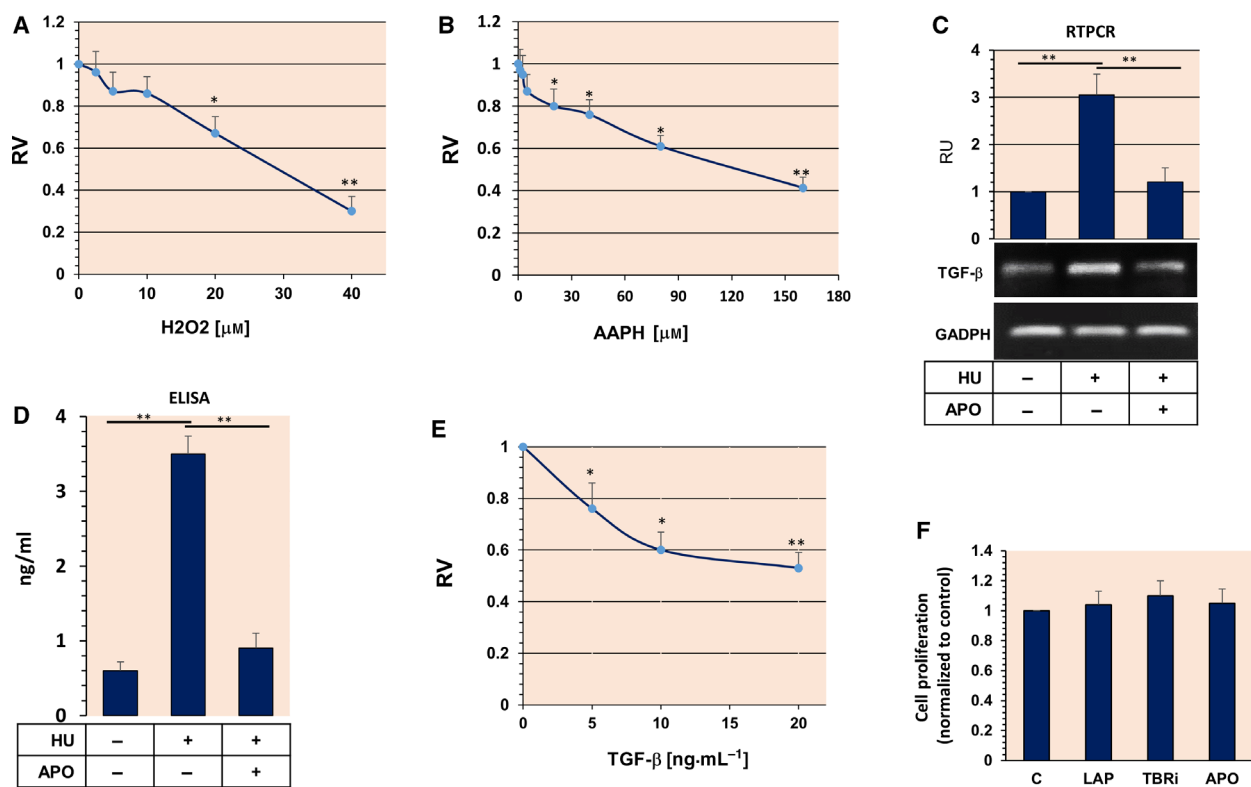 A
1.2
1
0.8
0.6
0.4
0.2
0
RV
*
**
0 10 20 30 40
H2O2 [µM]
B
1.2
1
0.8
0.6
0.4
0.2
0
RV
*
*
*
**
0 30 60 90 120 150 180
AAPH [µM]
C
RTPCR
4
3
2
1
0
RU
** **
TGF-β
GADPH
HU – + +
APO – – +
D
ELISA
4
3
2
1
0
ng/ml
** **
HU – + +
APO – – +
E
1
0.8
0.6
0.4
0.2
0
RV
*
*
**
0 5 10 15 20
TGF-β [ng·mL⁻¹]
F
1.4
1.2
1
0.8
0.6
0.4
0.2
0
Cell proliferation
(normalized to control)
C LAP TBRi APO